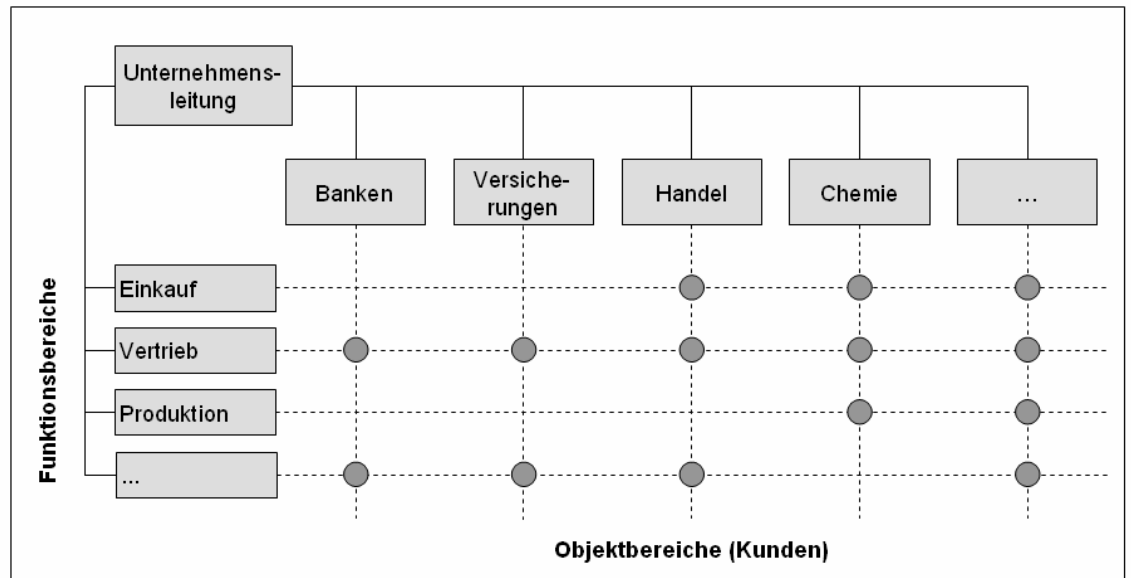 Unternehmens-
leitung
Banken
Versiche-
rungen
Handel
Chemie
...
Funktionsbereiche
Einkauf
Vertrieb
Produktion
...
Objektbereiche (Kunden)